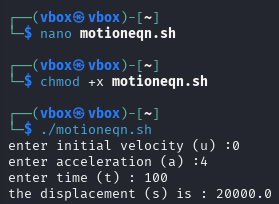 ┌──(vbox㉿vbox)-[~]
└─$ nano motioneqn.sh
┌──(vbox㉿vbox)-[~]
└─$ chmod +x motioneqn.sh
┌──(vbox㉿vbox)-[~]
└─$ ./motioneqn.sh
enter initial velocity (u) :0
enter acceleration (a) :4
enter time (t) : 100
the displacement (s) is : 20000.0